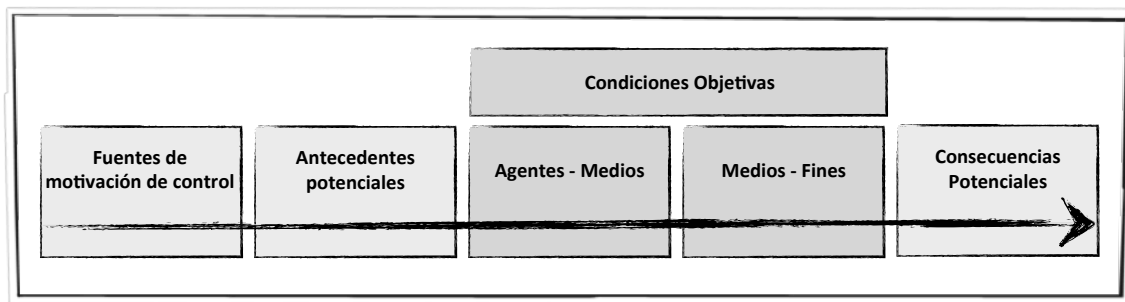 Condiciones Objetivas
Fuentes de
motivación de control
Antecedentes
potenciales
Agentes - Medios
Medios - Fines
Consecuencias
Potenciales